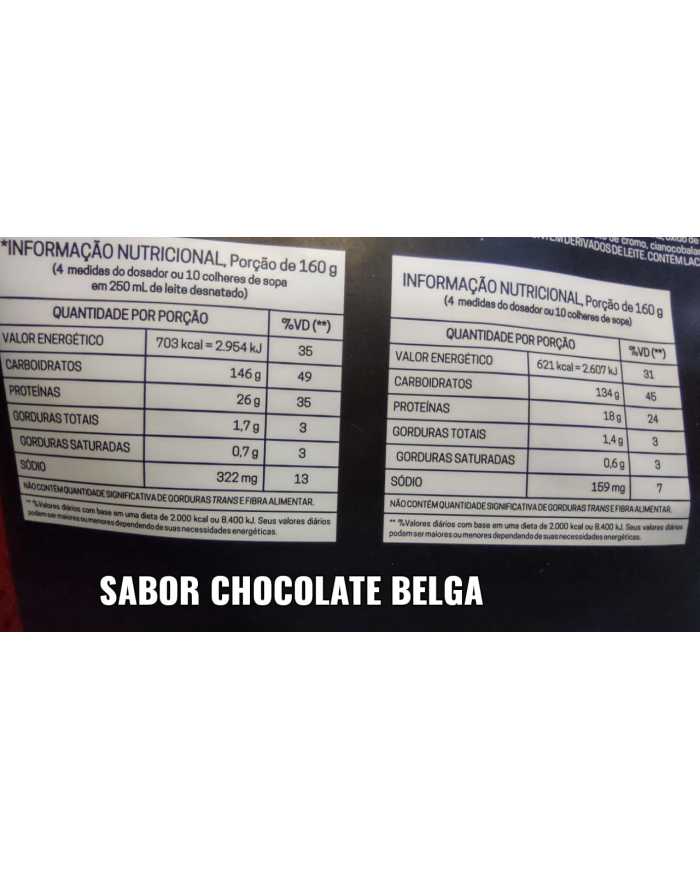 *INFORMAÇÃO NUTRICIONAL, Porção de 160 g
(4 medidas do dosador ou 10 colheres de sopa
em 250 mL de leite desnatado)
QUANTIDADE POR PORÇÃO %VD (**)
VALOR ENERGÉTICO 703 kcal = 2.954 kJ 35
CARBOIDRATOS 146 g 49
PROTEÍNAS 26 g 35
GORDURAS TOTAIS 1,7 g 3
GORDURAS SATURADAS 0,7 g 3
SÓDIO 322 mg 13
NÃO CONTÉM QUANTIDADE SIGNIFICATIVA DE GORDURAS TRANS E FIBRA ALIMENTAR.
** %Valores diários com base em uma dieta de 2.000 kcal ou 8.400 kJ. Seus valores diários
podem ser maiores ou menores dependendo de suas necessidades energéticas.
de cromo, cianocobala
DERIVADOS DE LEITE. CONTÉM LAC
INFORMAÇÃO NUTRICIONAL, Porção de 160 g
(4 medidas do dosador ou 10 colheres de sopa)
QUANTIDADE POR PORÇÃO %VD (**)
VALOR ENERGÉTICO 621 kcal = 2.607 kJ 31
CARBOIDRATOS 134 g 45
PROTEÍNAS 18 g 24
GORDURAS TOTAIS 1,4 g 3
GORDURAS SATURADAS 0,6 g 3
SÓDIO 159 mg 7
NÃO CONTÉM QUANTIDADE SIGNIFICATIVA DE GORDURAS TRANS E FIBRA ALIMENTAR.
** %Valores diários com base em uma dieta de 2.000 kcal ou 8.400 kJ. Seus valores diários
podem ser maiores ou menores dependendo de suas necessidades energéticas.
SABOR CHOCOLATE BELGA